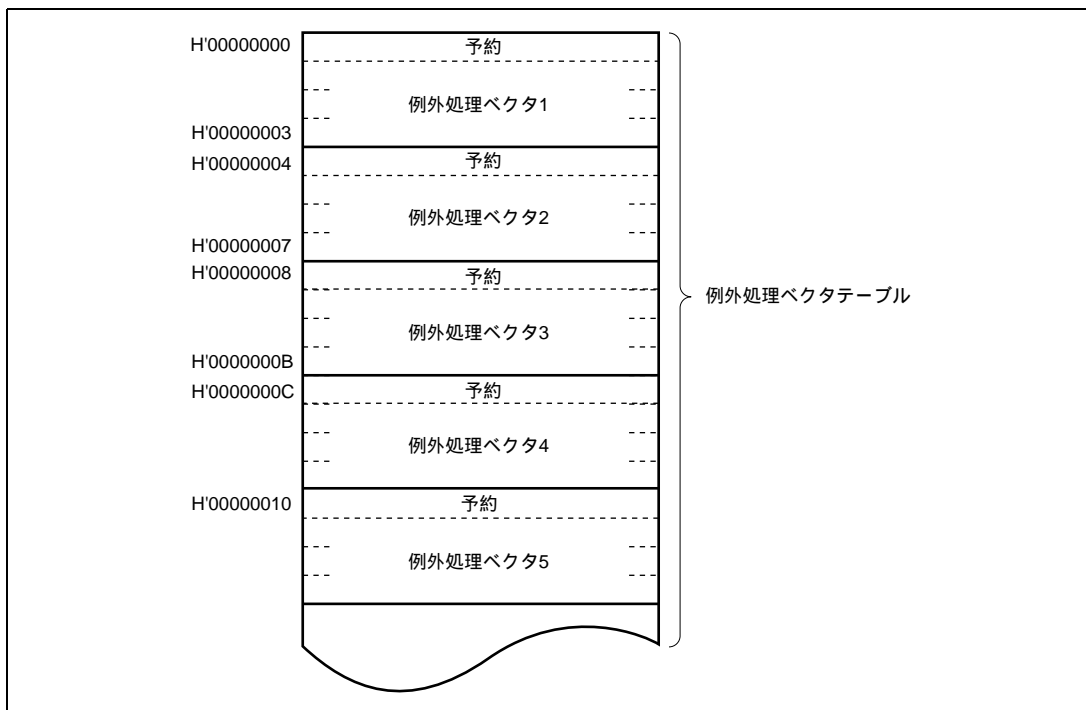 H'00000000 予約
例外処理ベクタ1
H'00000003
H'00000004 予約
例外処理ベクタ2
H'00000007
H'00000008 予約
例外処理ベクタテーブル
例外処理ベクタ3
H'0000000B
H'0000000C 予約
例外処理ベクタ4
H'00000010 予約
例外処理ベクタ5